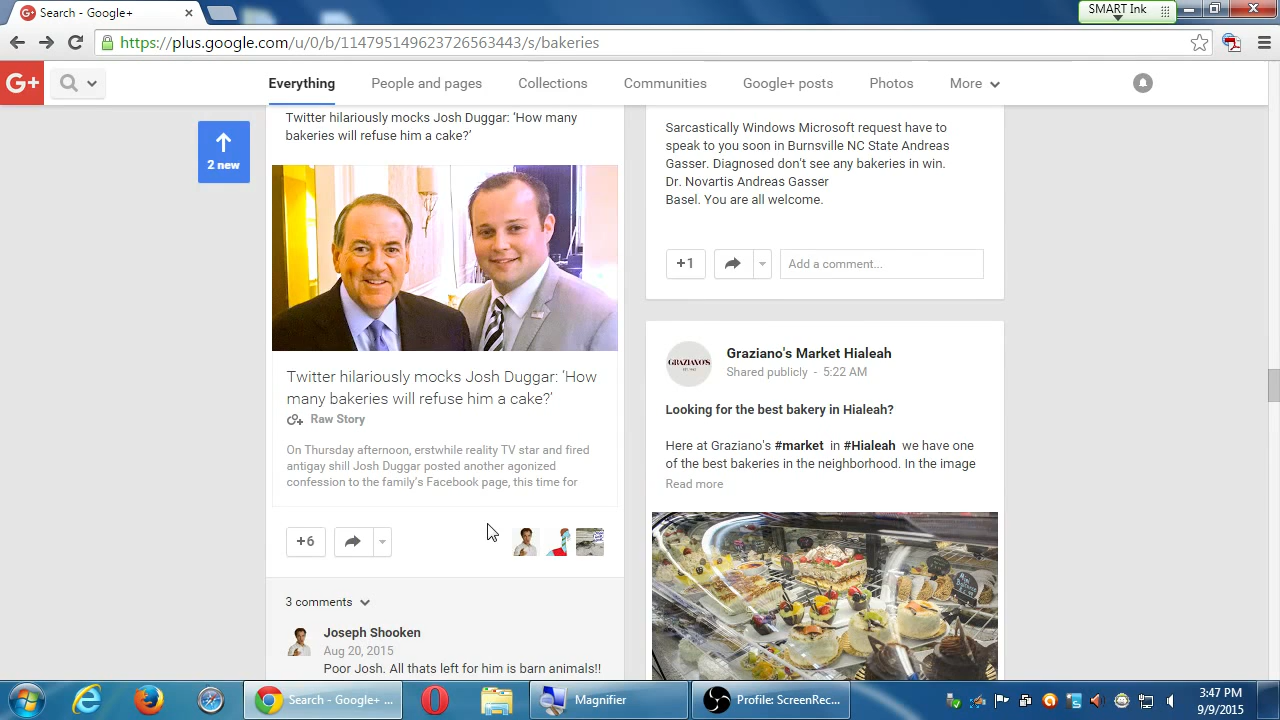 Search - Google+
SMART Ink
https://plus.google.com/u/0/b/114795149623726563443/s/bakeries
G+
Everything
People and pages
Collections
Communities
Google+ posts
Photos
More
2 new
Twitter hilariously mocks Josh Duggar: ‘How many
bakeries will refuse him a cake?’
Twitter hilariously mocks Josh Duggar: ‘How
many bakeries will refuse him a cake?’
Raw Story
On Thursday afternoon, erstwhile reality TV star and fired
antigay shill Josh Duggar posted another agonized
confession to the family’s Facebook page, this time for
+6
3 comments
Joseph Shooken
Aug 20, 2015
Poor Josh. All thats left for him is barn animals!!
Sarcastically Windows Microsoft request have to
speak to you soon in Burnsville NC State Andreas
Gasser. Diagnosed don't see any bakeries in win.
Dr. Novartis Andreas Gasser
Basel. You are all welcome.
+1
Add a comment...
GRAZIANO'S
Graziano's Market Hialeah
Shared publicly - 5:22 AM
Looking for the best bakery in Hialeah?
Here at Graziano's #market in #Hialeah we have one
of the best bakeries in the neighborhood. In the image
Read more
Search - Google+ ...
Magnifier
Profile: ScreenRec...
3:47 PM
9/9/2015